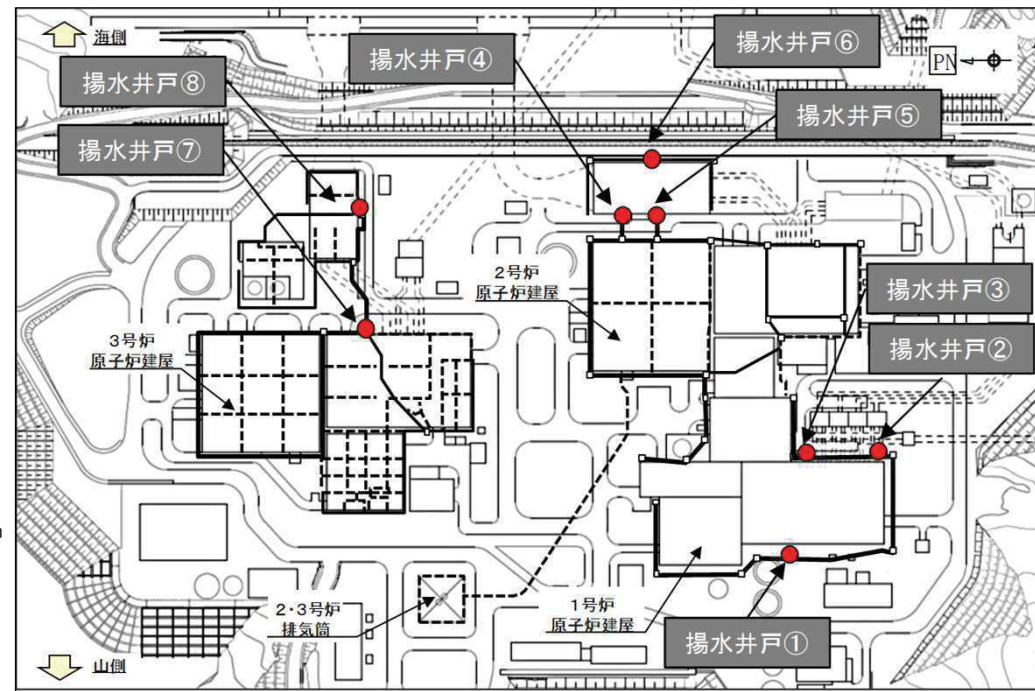 海側
揚水井戸④
揚水井戸⑥
PN
揚水井戸⑧
揚水井戸⑤
揚水井戸⑦
2号炉
原子炉建屋
揚水井戸③
3号炉
原子炉建屋
揚水井戸②
2・3号炉
排気筒
1号炉
原子炉建屋
揚水井戸①
山側